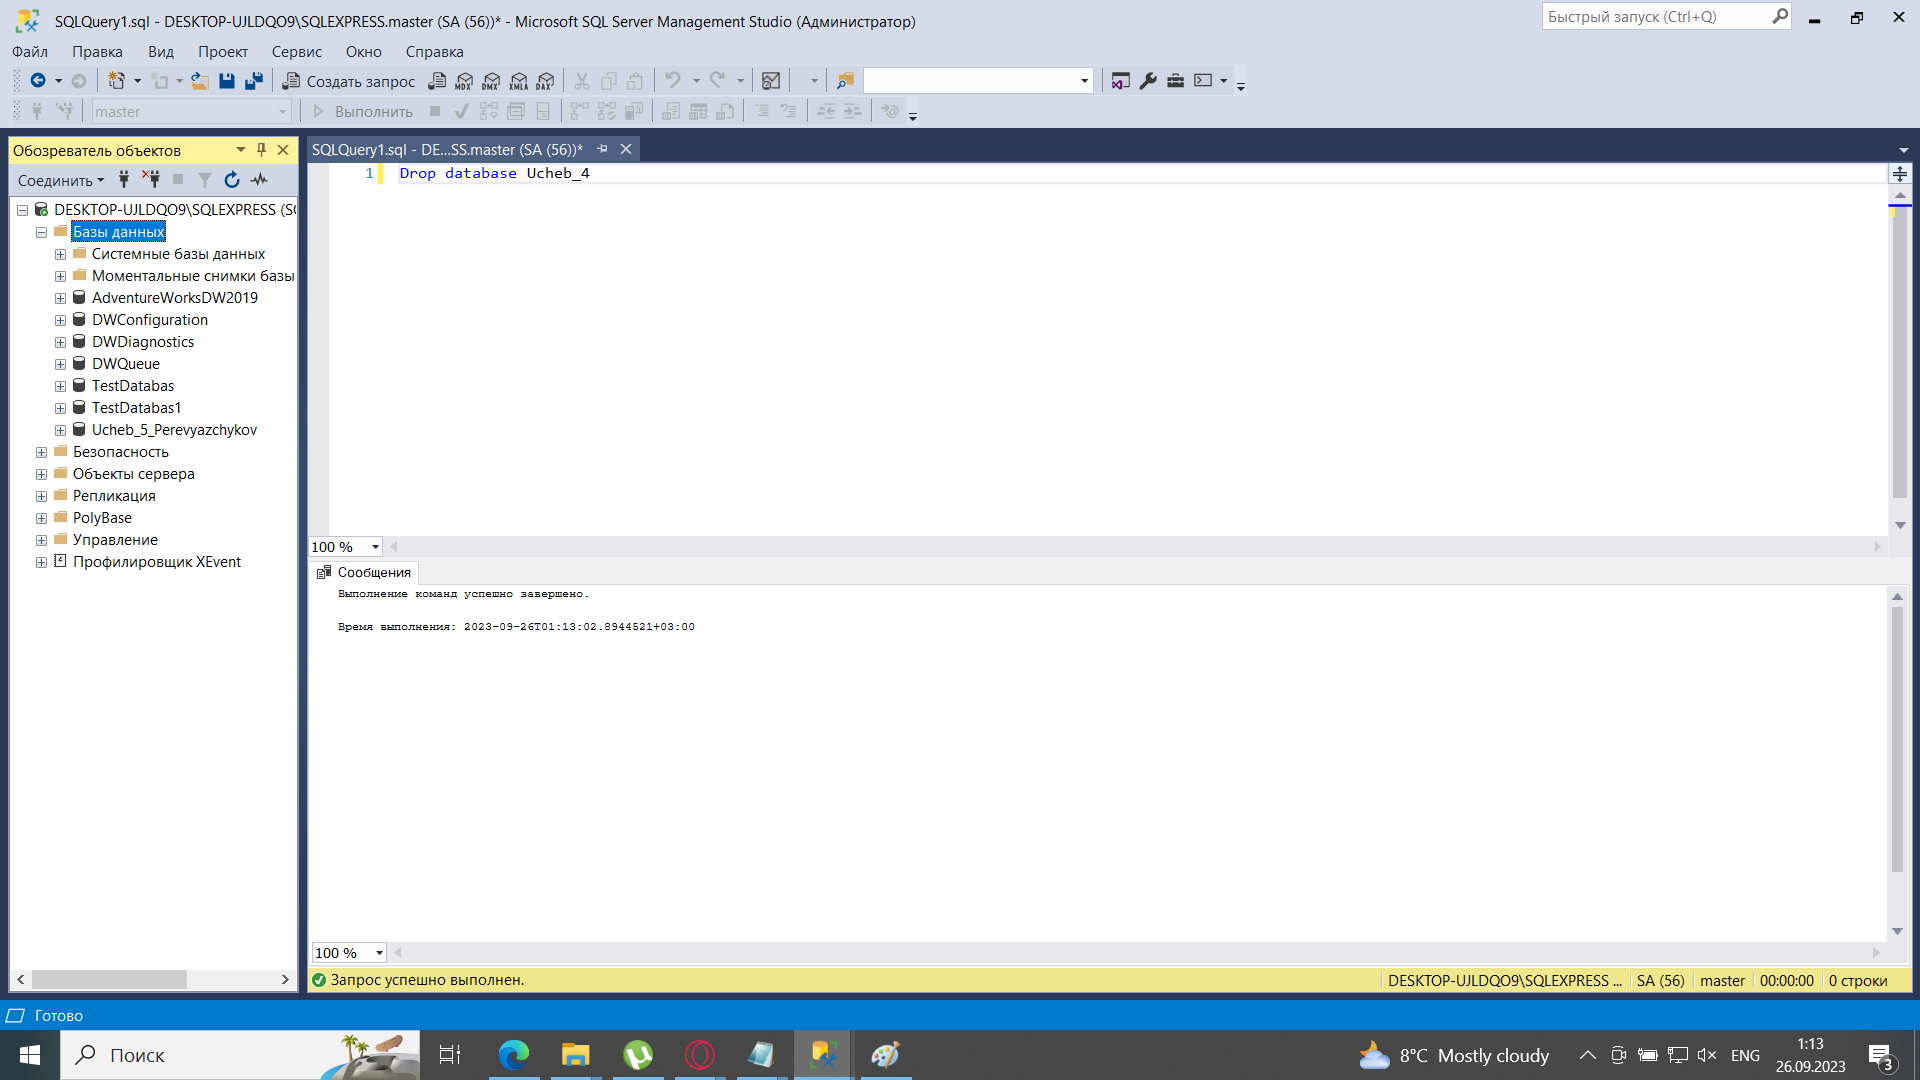 SQLQuery1.sql - DESKTOP-UJLDQO9\SQLEXPRESS.master (SA (56))* - Microsoft SQL Server Management Studio (Администратор)
Быстрый запуск (Ctrl+Q)
Файл Правка Вид Проект Сервис Окно Справка
Создать запрос MDX DMX XMLA DAX
master Выполнить
Обозреватель объектов
SQLQuery1.sql - DE...SS.master (SA (56))*
Соединить
1 Drop database Ucheb_4
DESKTOP-UJLDQO9\SQLEXPRESS (S
Базы данных
Системные базы данных
Моментальные снимки базы
AdventureWorksDW2019
DWConfiguration
DWDiagnostics
DWQueue
TestDatabas
TestDatabas1
Ucheb_5_Perevyazchykov
Безопасность
Объекты сервера
Репликация
PolyBase
Управление
Профилировщик XEvent
100 %
Сообщения
Выполнение команд успешно завершено.
Время выполнения: 2023-09-26T01:13:02.8944521+03:00
100 %
Запрос успешно выполнен.
DESKTOP-UJLDQO9\SQLEXPRESS ... SA (56) master 00:00:00 0 строки
Готово
Поиск
8°C Mostly cloudy
ENG
1:13
26.09.2023
3